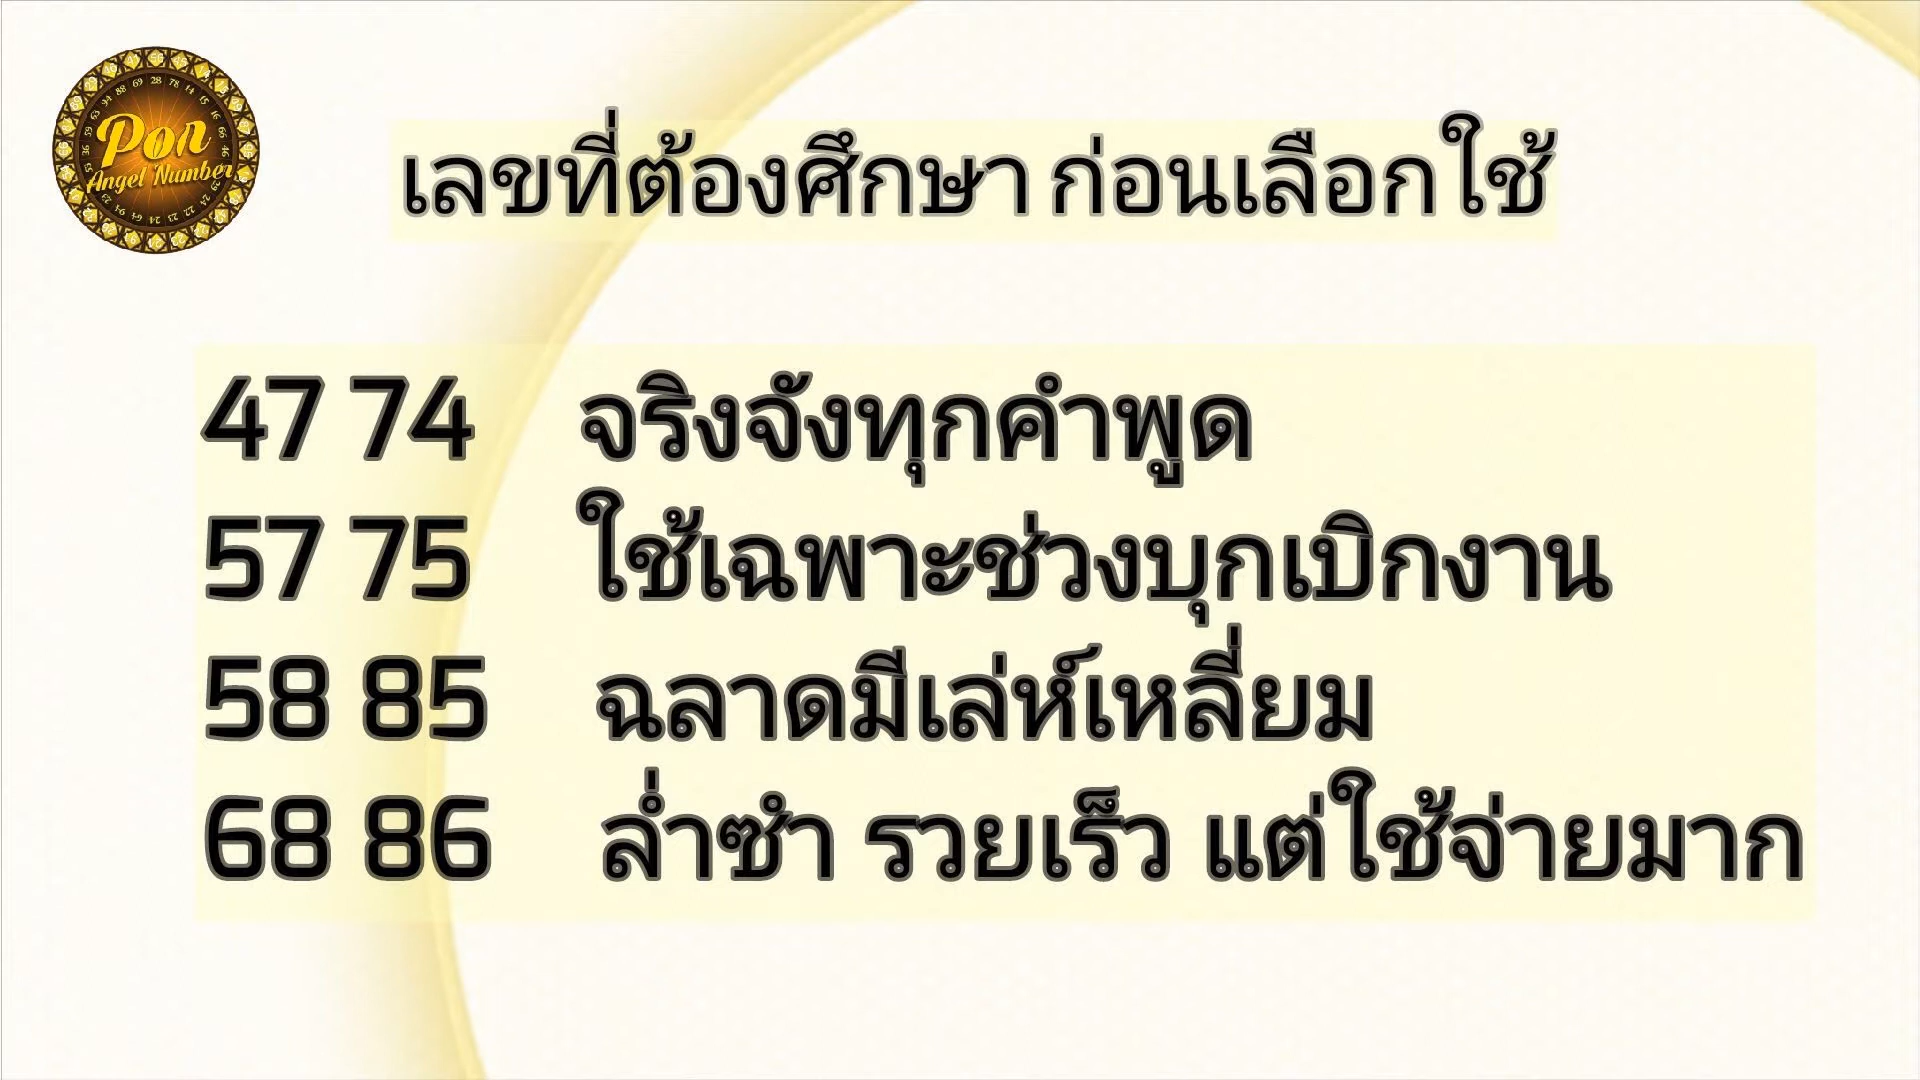 Pon
Angel Number
เลขที่ต้องศึกษา ก่อนเลือกใช้
47 74 จริงจังทุกคำพูด
57 75 ใช้เฉพาะช่วงบุกเบิกงาน
58 85 ฉลาดมีเล่ห์เหลี่ยม
68 86 ล่ำซำ รวยเร็ว แต่ใช้จ่ายมาก